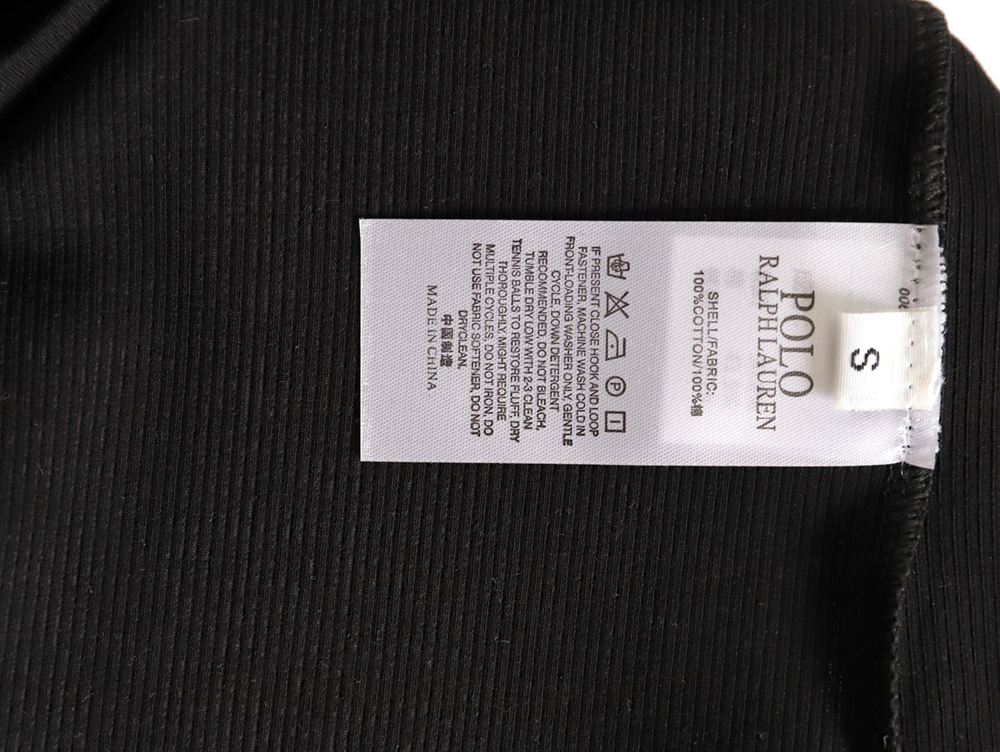 S
POLO
RALPH LAUREN
SHELL/FABRIC:
100%COTTON/100%棉
IF PRESENT CLOSE HOOK AND LOOP
FASTENER, MACHINE WASH COLD IN
FRONT-LOADING WASHER ONLY, GENTLE
CYCLE, DOWN DETERGENT
RECOMMENDED, DO NOT BLEACH,
TUMBLE DRY LOW WITH 2-3 CLEAN
TENNIS BALLS TO RESTORE FLUFF, DRY
THOROUGHLY MIGHT REQUIRE
MULTIPLE CYCLES, DO NOT IRON, DO
NOT USE FABRIC SOFTENER, DO NOT
DRYCLEAN.
中国制造
MADE IN CHINA